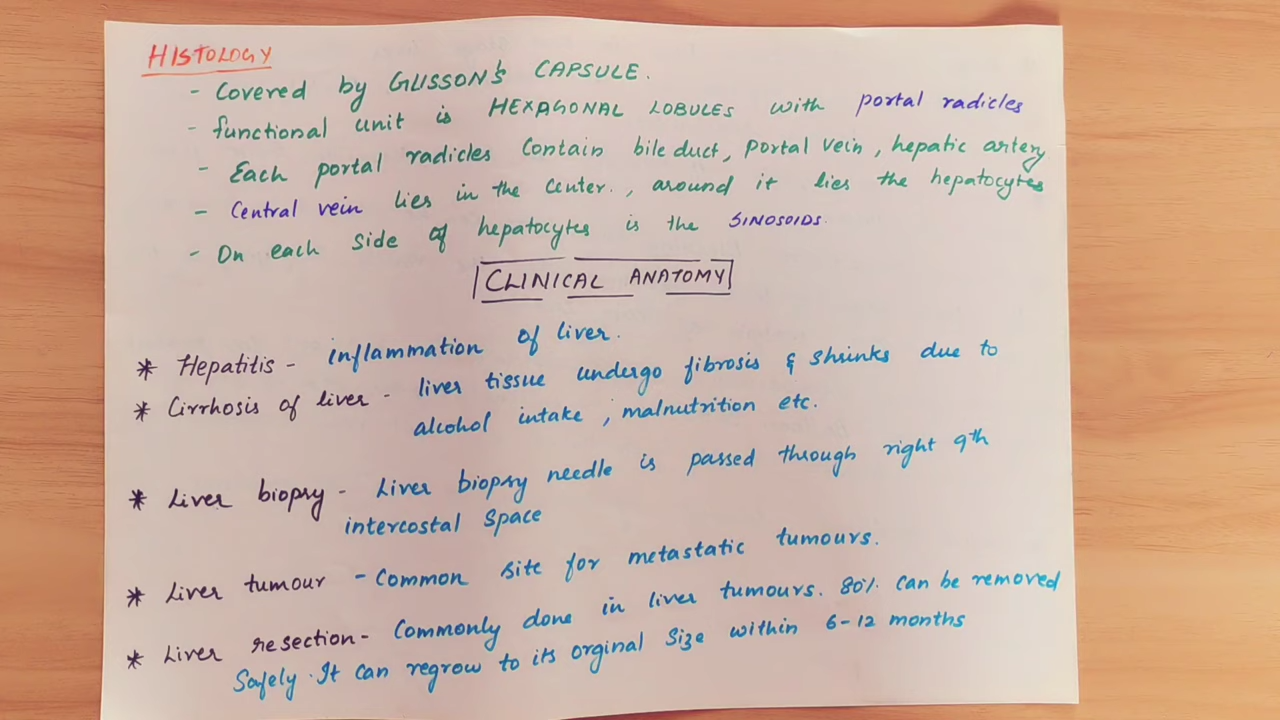 HISTOLOGY
- Covered by GLISSON's CAPSULE.
- functional unit is HEXAGONAL LOBULES with portal radicles
- Each portal radicles contain bile duct, portal vein, hepatic artery
- Central vein lies in the center., around it lies the hepatocytes
- On each side of hepatocytes is the SINOSOIDS.
CLINICAL ANATOMY
* Hepatitis - inflammation of liver.
* Cirrhosis of liver - liver tissue undergo fibrosis & shrinks due to
alcohol intake, malnutrition etc.
* Liver biopsy - Liver biopsy needle is passed through right 9th
intercostal space
* Liver tumour - Common site for metastatic tumours.
* Liver resection - Commonly done in liver tumours. 80% can be removed
Safely. It can regrow to its orginal size within 6-12 months